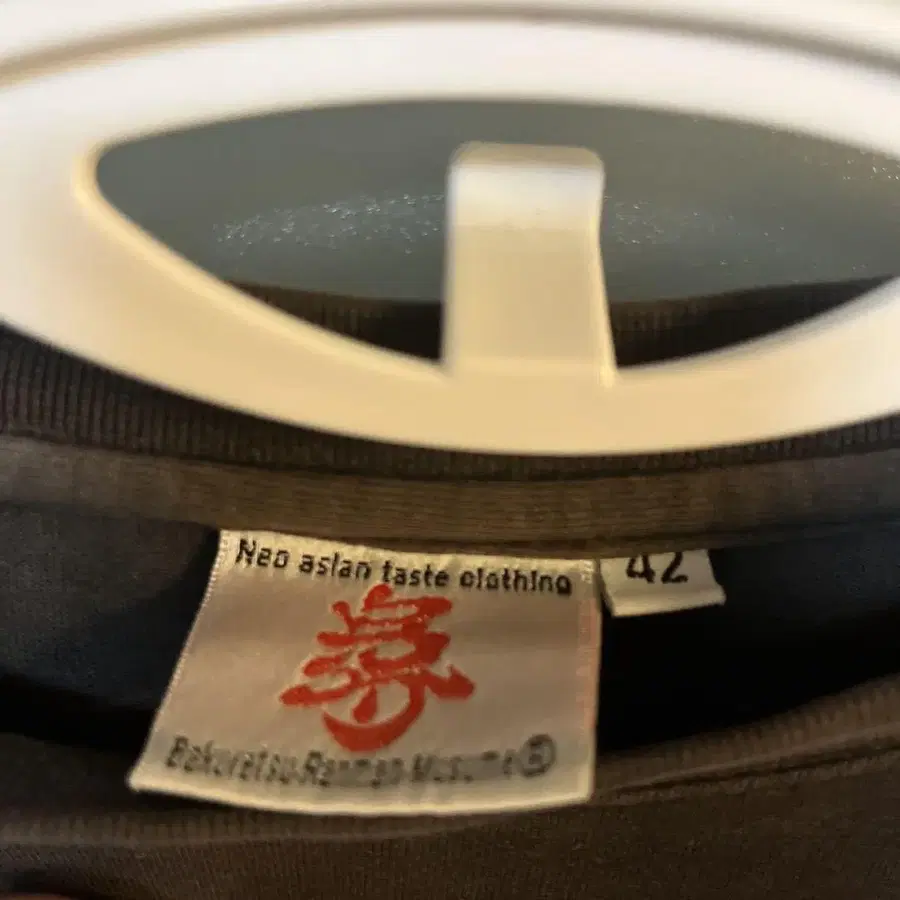 Neo asian taste clothing
42
Bakuretsu-Ranman-Musume®